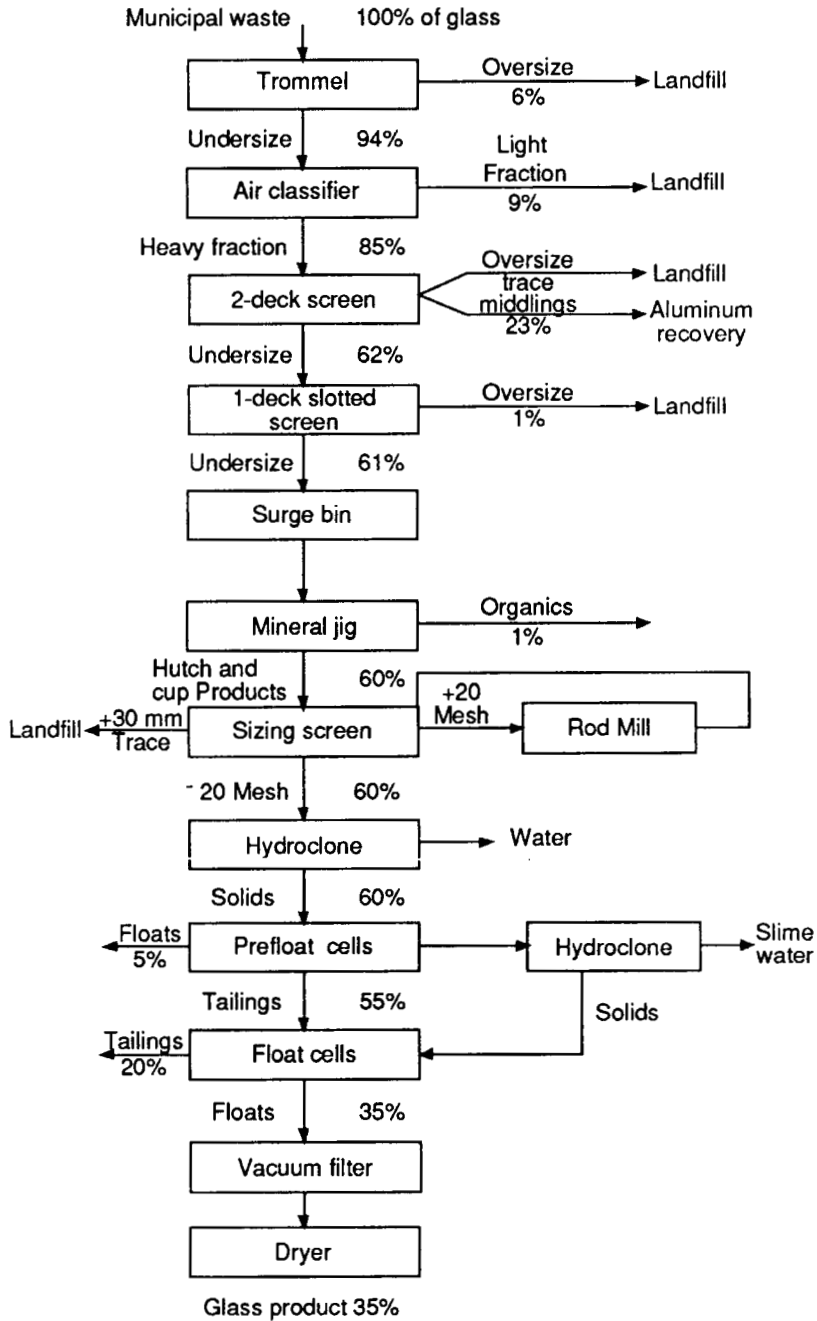 Municipal waste 100% of glass
Trommel
Oversize
6%
Landfill
Undersize 94%
Light
Fraction
9%
Landfill
Air classifier
Heavy fraction 85%
2-deck screen
Oversize
trace
middlings
23%
Landfill
Aluminum
recovery
Undersize 62%
1-deck slotted
screen
Oversize
1%
Landfill
Undersize 61%
Surge bin
Mineral jig
Organics
1%
Hutch and
cup Products
60%
Landfill
+30 mm
Trace
Sizing screen
+20
Mesh
Rod Mill
- 20 Mesh 60%
Hydroclone
Water
Solids 60%
Floats
5%
Prefloat cells
Hydroclone
Slime
water
Tailings 55%
Solids
Tailings
20%
Float cells
Floats 35%
Vacuum filter
Dryer
Glass product 35%